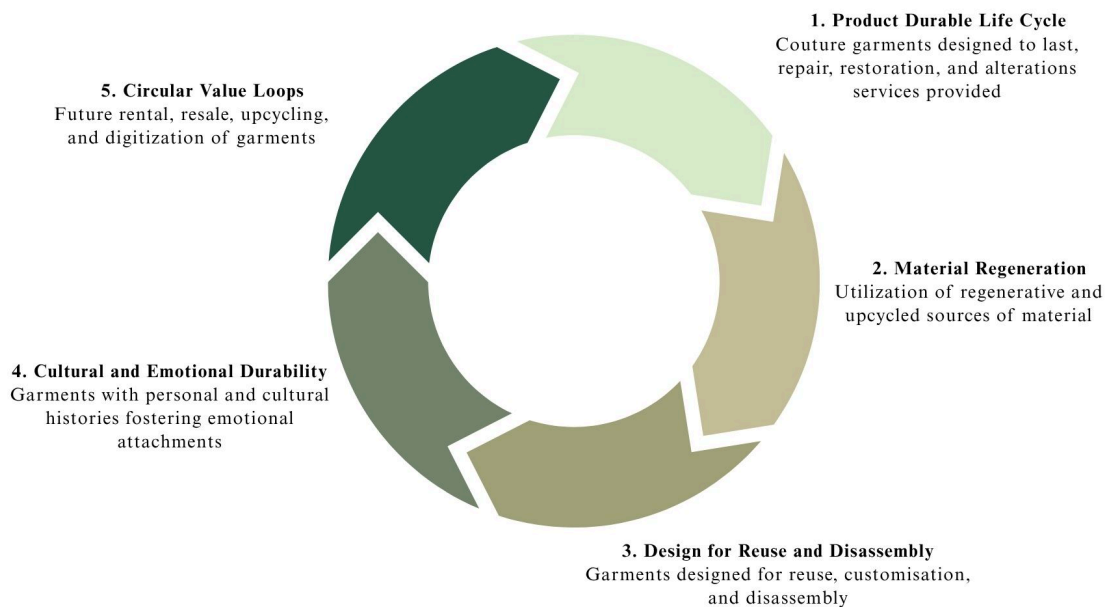 1. Product Durable Life Cycle
Couture garments designed to last,
repair, restoration, and alterations
services provided
2. Material Regeneration
Utilization of regenerative and
upcycled sources of material
3. Design for Reuse and Disassembly
Garments designed for reuse, customisation,
and disassembly
4. Cultural and Emotional Durability
Garments with personal and cultural
histories fostering emotional
attachments
5. Circular Value Loops
Future rental, resale, upcycling,
and digitization of garments